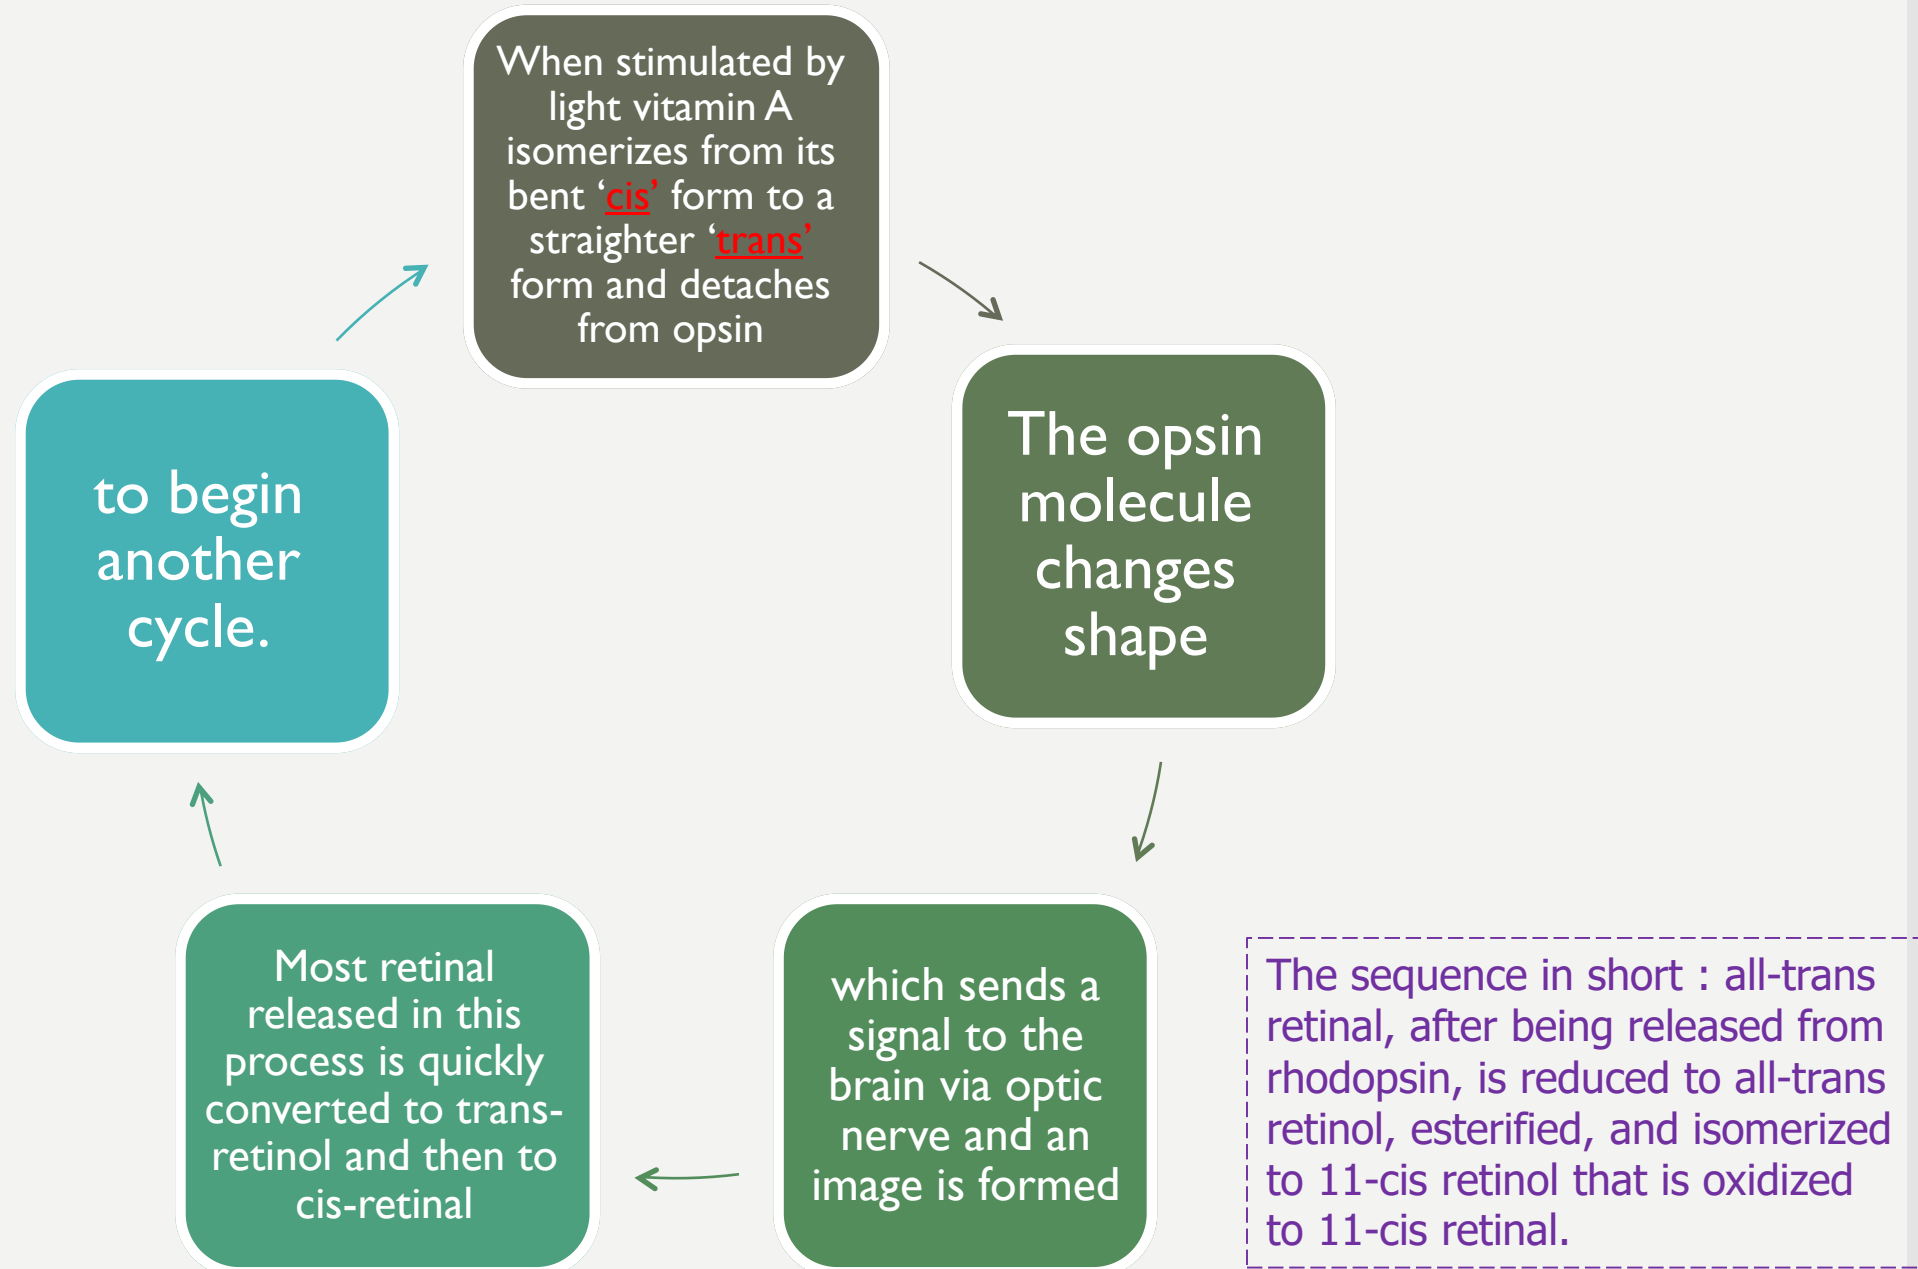 When stimulated by
light vitamin A
isomerizes from its
bent ‘cis’ form to a
straighter ‘trans’
form and detaches
from opsin
The opsin
molecule
changes
shape
which sends a
signal to the
brain via optic
nerve and an
image is formed
Most retinal
released in this
process is quickly
converted to trans-
retinol and then to
cis-retinal
to begin
another
cycle.
The sequence in short : all-trans
retinal, after being released from
rhodopsin, is reduced to all-trans
retinol, esterified, and isomerized
to 11-cis retinol that is oxidized
to 11-cis retinal.